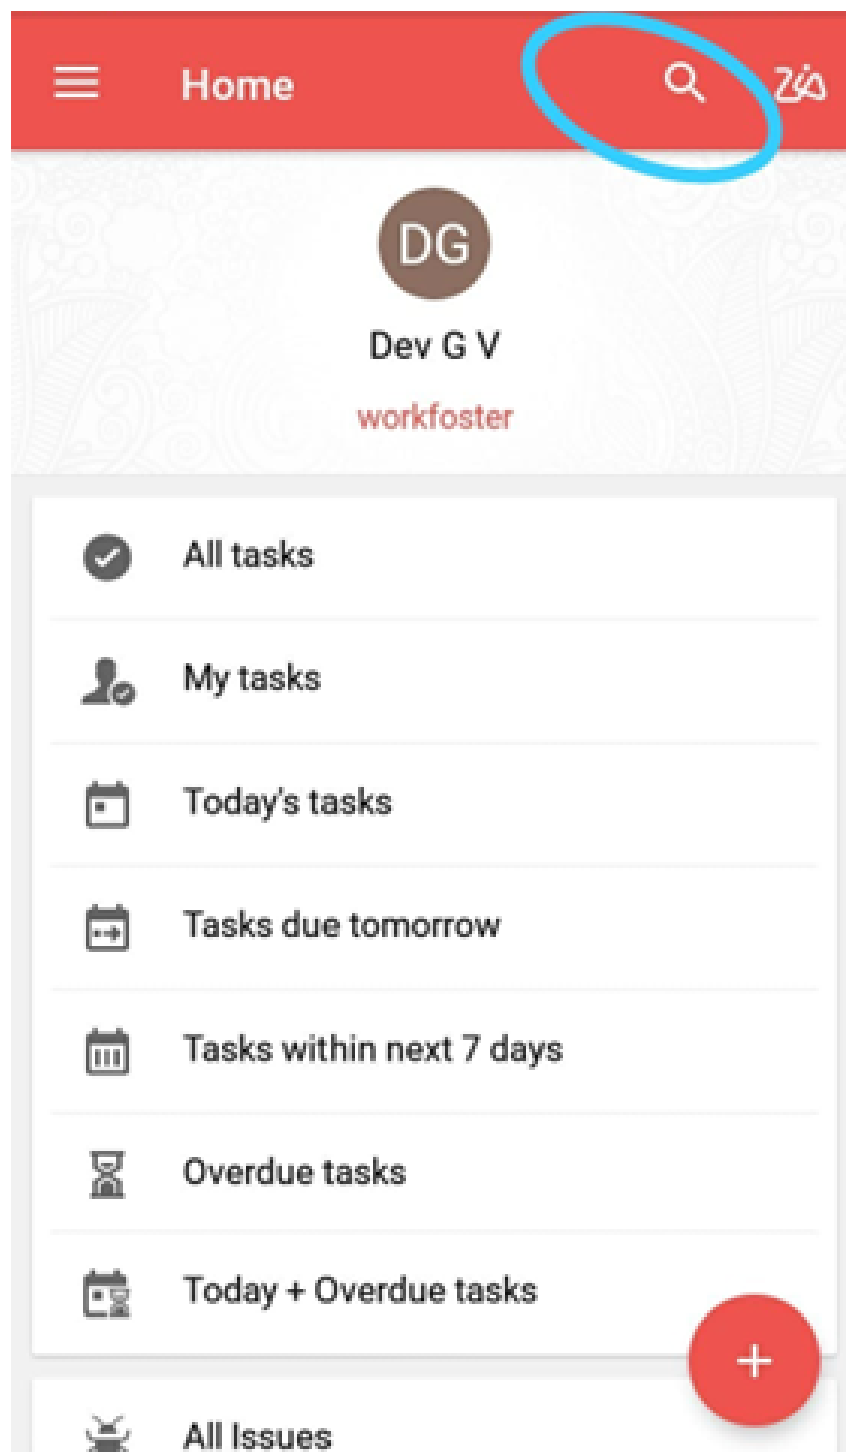 Home
Zia
DG
Dev G V
workfoster
All tasks
My tasks
Today's tasks
Tasks due tomorrow
Tasks within next 7 days
Overdue tasks
Today + Overdue tasks
All Issues